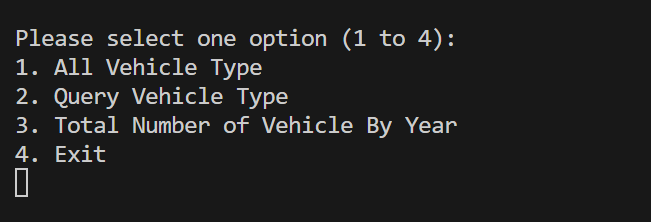 Please select one option (1 to 4):
1. All Vehicle Type
2. Query Vehicle Type
3. Total Number of Vehicle By Year
4. Exit